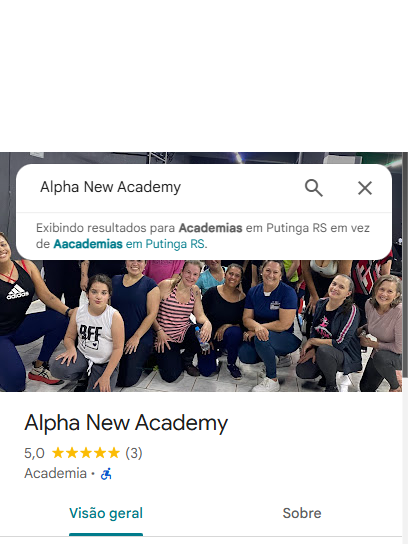 Alpha New Academy
Exibindo resultados para Academias em Putinga RS em vez
de Aacademias em Putinga RS.
adidas
BFF
Alpha New Academy
5,0 ★★★★★ (3)
Academia ·
Visão geral
Sobre